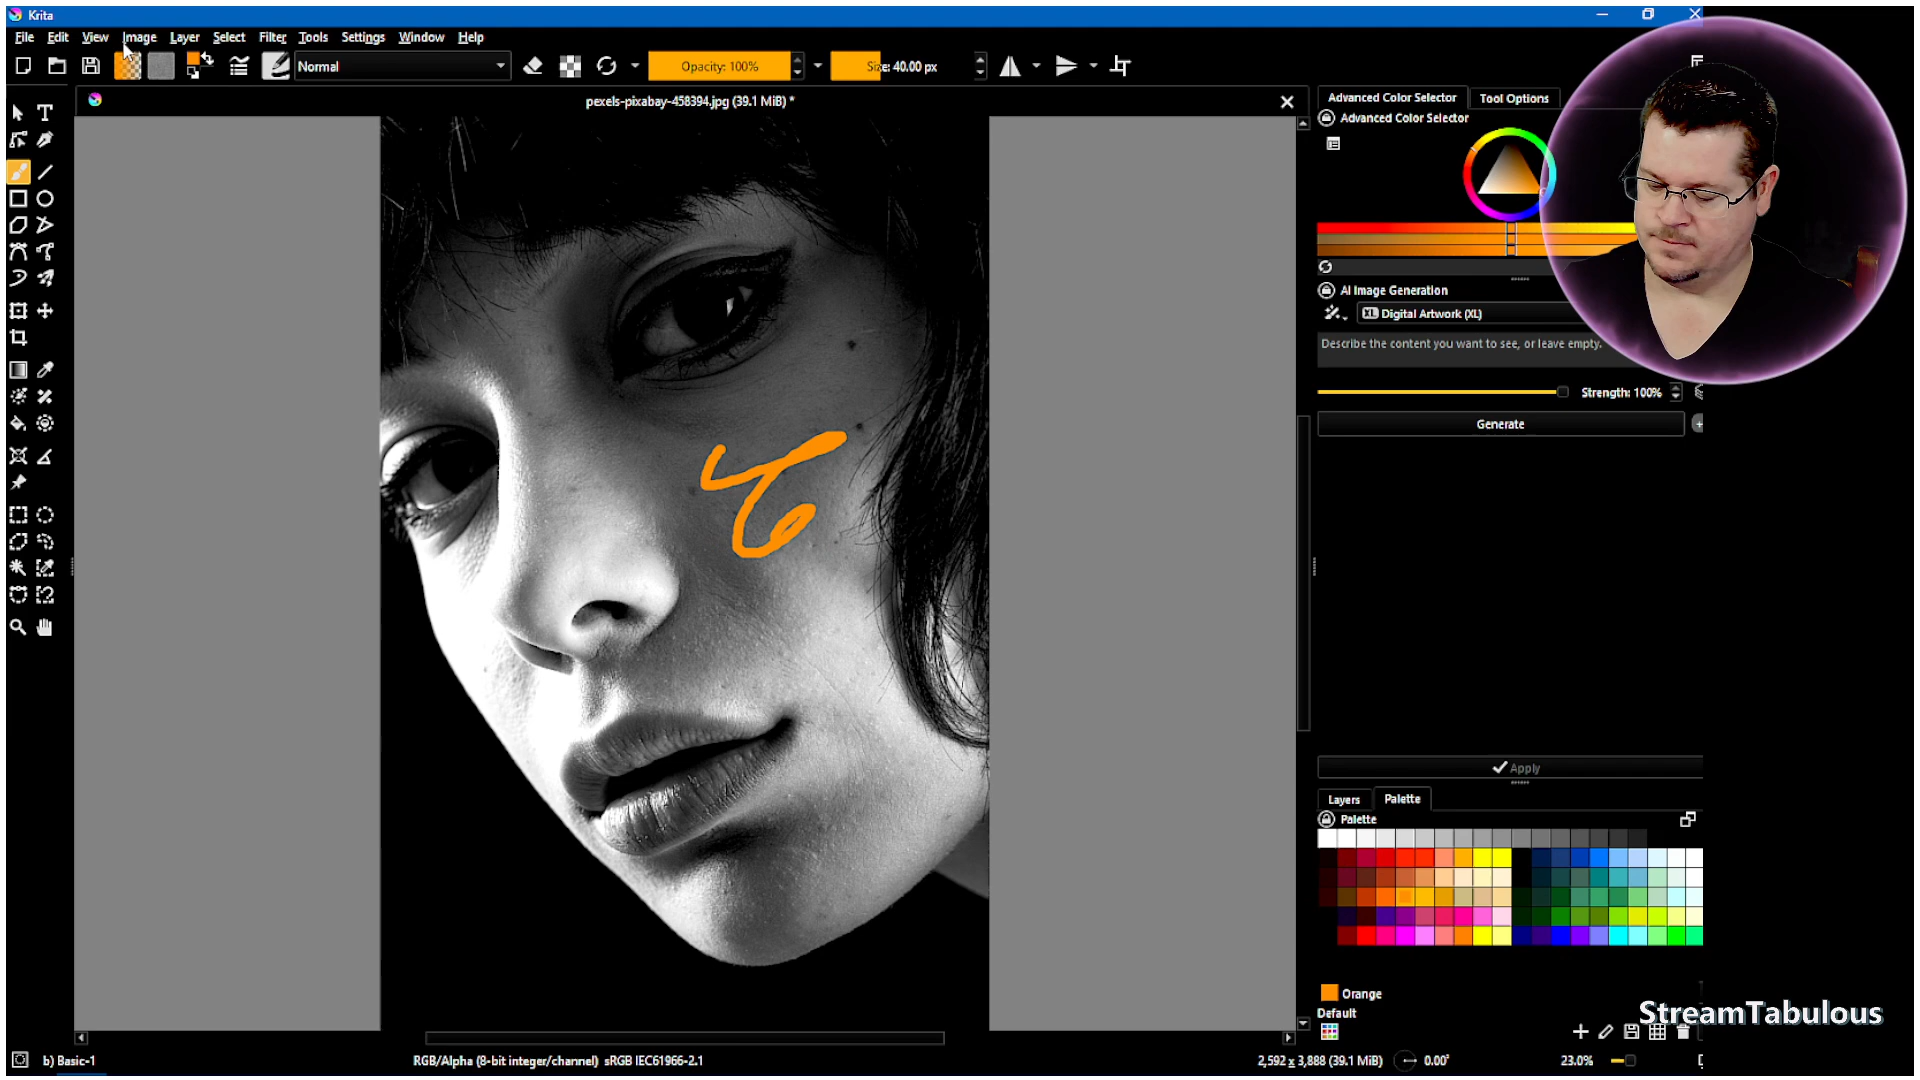 Krita
File Edit View Image Layer Select Filter Tools Settings Window Help
Normal
Opacity: 100%
Size: 40.00 px
pexels-pixabay-458394.jpg (39.1 MiB) *
Advanced Color Selector
Tool Options
Advanced Color Selector
AI Image Generation
XL Digital Artwork (XL)
Describe the content you want to see, or leave empty.
Strength: 100%
Generate
Apply
Layers
Palette
Palette
Orange
Default
StreamTabulous
b) Basic-1
RGB/Alpha (8-bit integer/channel) sRGB IEC61966-2.1
2,592 x 3,888 (39.1 MiB)
0.00°
23.0%